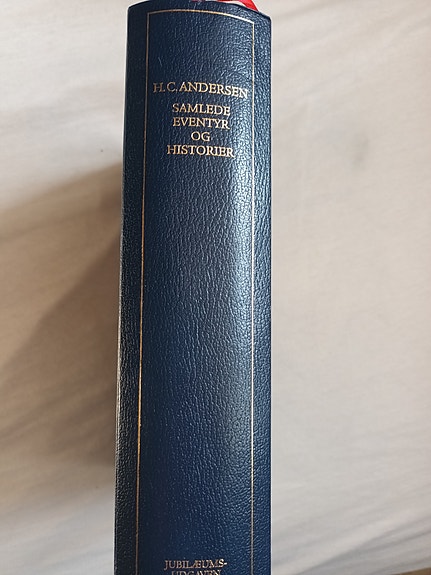 H.C. ANDERSEN
SAMLEDE
EVENTYR
OG
HISTORIER
JUBILÆUMS-
UDGAVEN